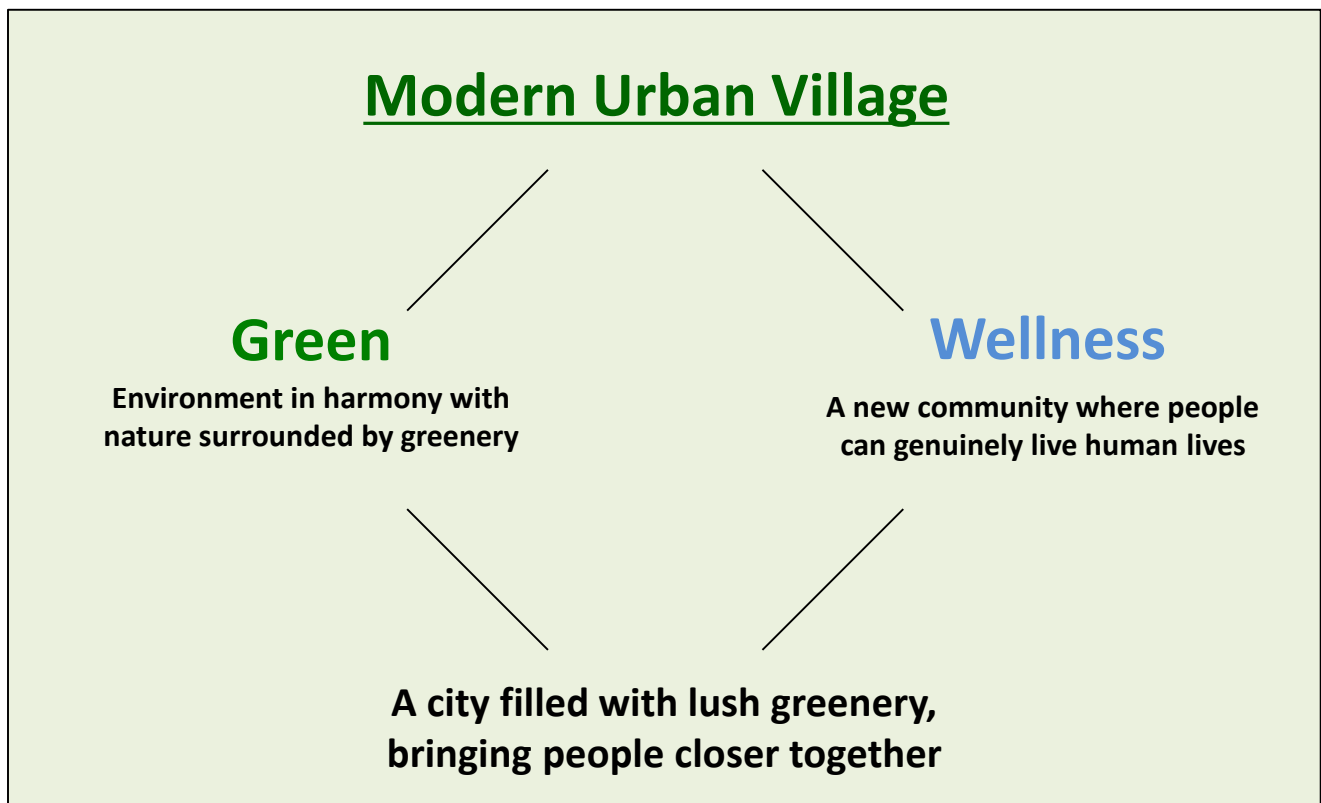 Modern Urban Village
Green
Environment in harmony with
nature surrounded by greenery
Wellness
A new community where people
can genuinely live human lives
A city filled with lush greenery,
bringing people closer together